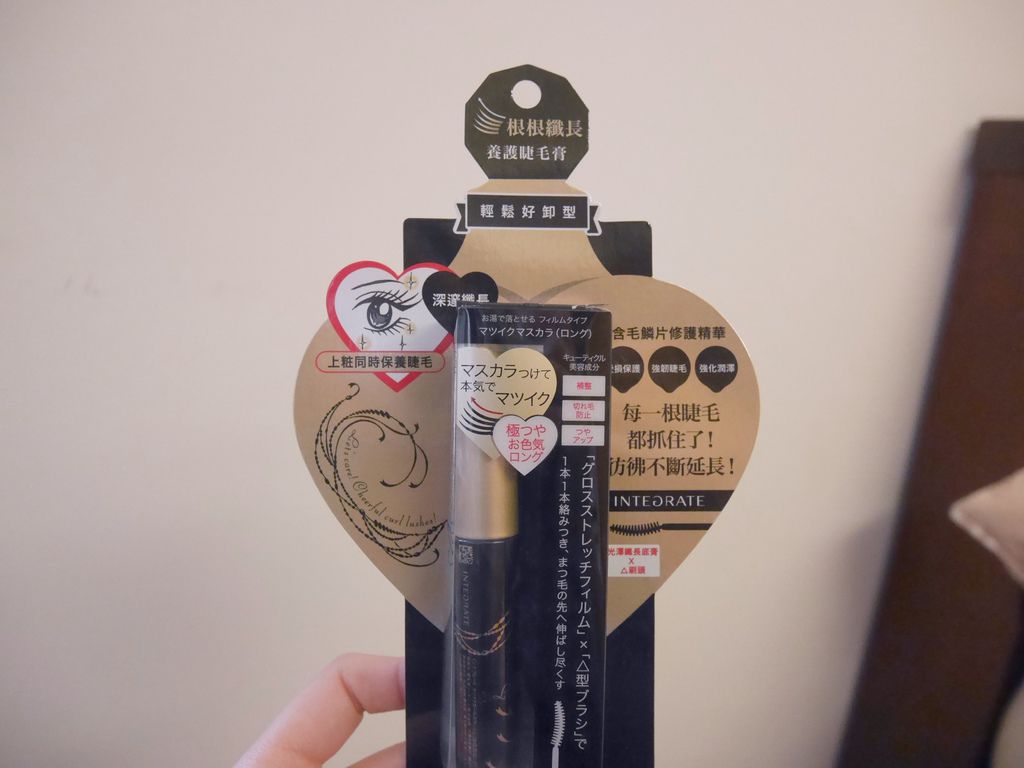 根根纖長
養護睫毛膏
輕鬆好卸型
深邃纖長
上粧同時保養睫毛
Let's care! Cheerful curl lashes!
お湯で落とせる フィルムタイプ
マツイクマスカラ(ロング)
マスカラつけて
本気で
マツイク
極つや
お色気
ロング
キューティクル
美容成分
補整
切れ毛
防止
つや
アップ
「グロスストレッチフィルム」×「△型ブラシ」で
1本1本絡みつき、まつ毛の先へ伸ばし尽くす
INTEGRATE
含毛鱗片修護精華
損保護
強韌睫毛
強化潤澤
每一根睫毛
都抓住了!
彷彿不斷延長!
INTEGRATE
光澤纖長底膏
X
△刷頭